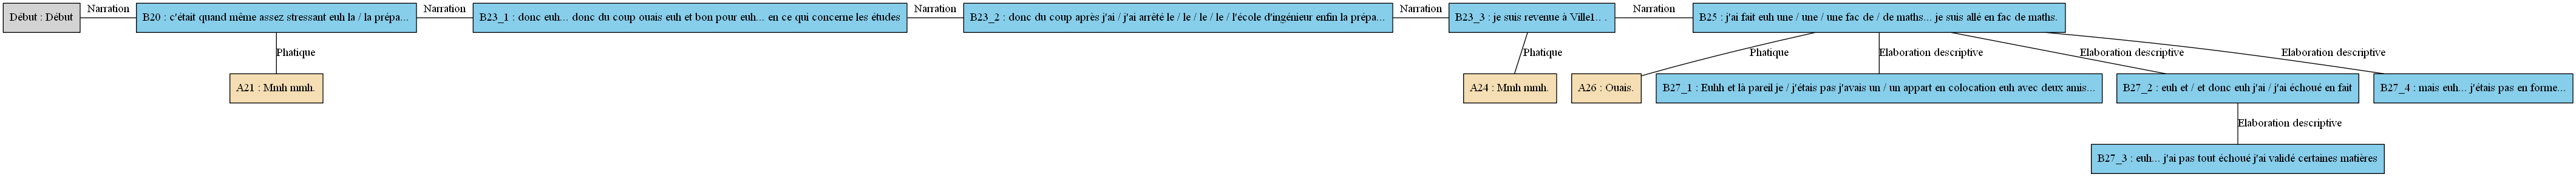 Début : Début
Narration
B20 : c'était quand même assez stressant euh la / la prépa...
Narration
B23_1 : donc euh... donc du coup ouais euh et bon pour euh... en ce qui concerne les études
Narration
B23_2 : donc du coup après j'ai / j'ai arrêté le / le / le / le / l'école d'ingénieur enfin la prépa...
Narration
B23_3 : je suis revenue à Ville1.. .
Narration
B25 : j'ai fait euh une / une / une fac de / de maths... je suis allé en fac de maths.
Phatique
Phatique
Phatique
Elaboration descriptive
Elaboration descriptive
Elaboration descriptive
A21 : Mmh mmh.
A24 : Mmh mmh.
A26 : Ouais.
B27_1 : Euhh et là pareil je / j'étais pas j'avais un / un appart en colocation euh avec deux amis...
B27_2 : euh et / et donc euh j'ai / j'ai échoué en fait
B27_4 : mais euh... j'étais pas en forme...
Elaboration descriptive
B27_3 : euh... j'ai pas tout échoué j'ai validé certaines matières